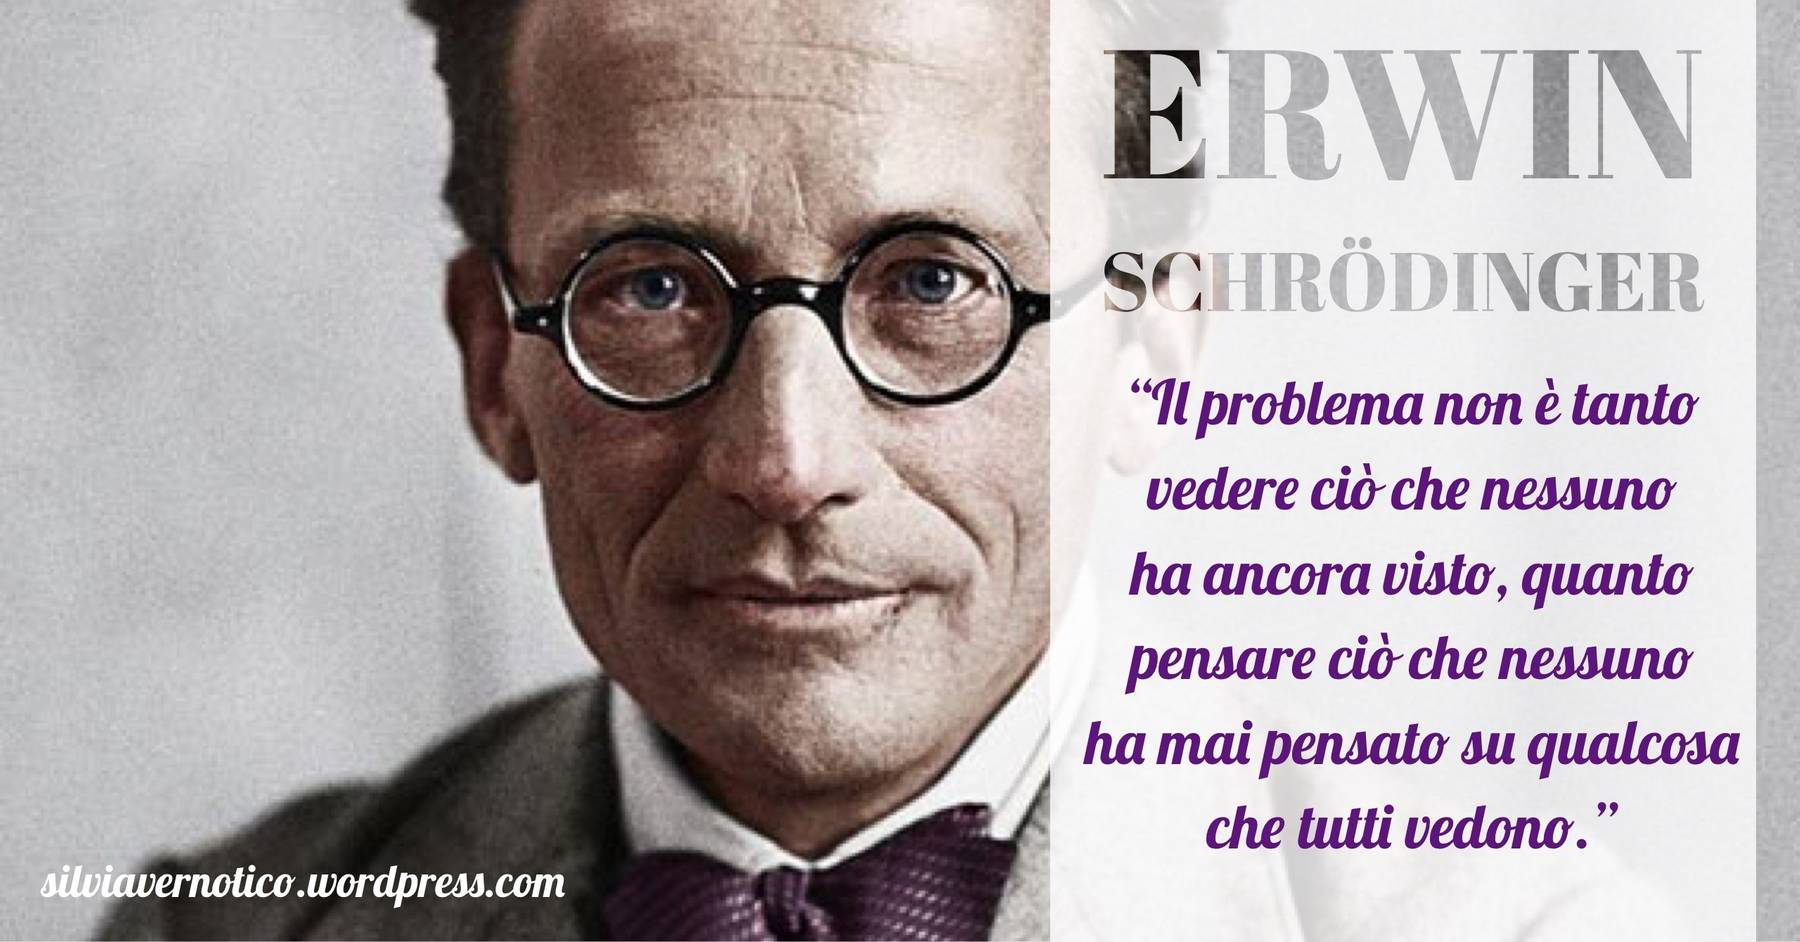 ERWIN
SCHRÖDINGER
“Il problema non è tanto
vedere ciò che nessuno
ha ancora visto, quanto
pensare ciò che nessuno
ha mai pensato su qualcosa
che tutti vedono.”
silviavernotico.wordpress.com